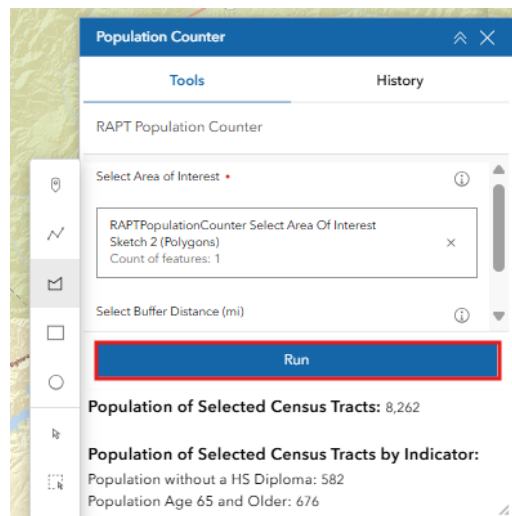 Population Counter
Tools
History
RAPT Population Counter
Select Area of Interest •
RAPTPopulationCounter Select Area Of Interest
Sketch 2 (Polygons)
Count of features: 1
Select Buffer Distance (mi)
Run
Population of Selected Census Tracts: 8,262
Population of Selected Census Tracts by Indicator:
Population without a HS Diploma: 582
Population Age 65 and Older: 676